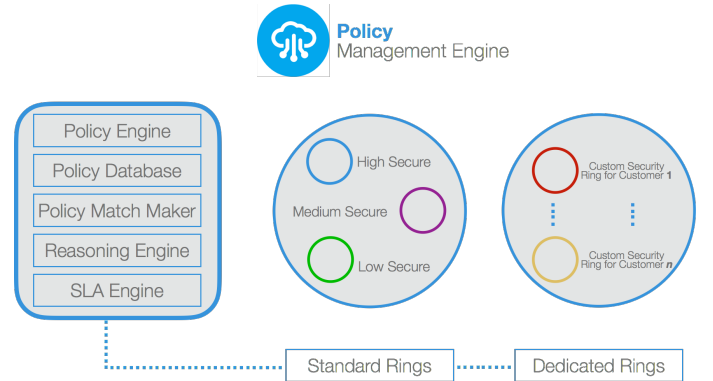 Policy
Management Engine
Policy Engine
Policy Database
Policy Match Maker
Reasoning Engine
SLA Engine
High Secure
Medium Secure
Low Secure
Custom Security
Ring for Customer 1
Custom Security
Ring for Customer n
Standard Rings
Dedicated Rings